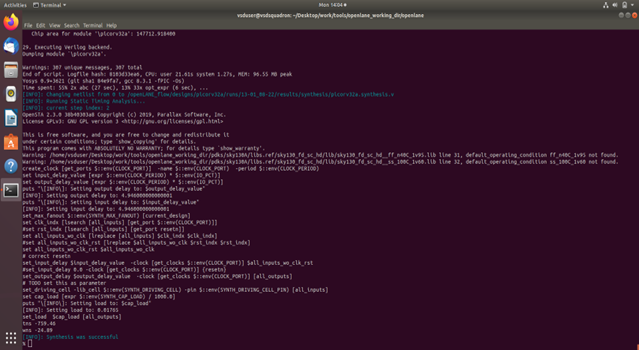 Activities
Terminal
Mon 14:04
vsduser@vsdsquadron: ~/Desktop/work/tools/openlane_working_dir/openlane
File Edit View Search Terminal Help
Chip area for module '\picorv32a': 147712.918400
29. Executing Verilog backend.
Dumping module `\picorv32a'.
Warnings: 307 unique messages, 307 total
End of script. Logfile hash: CPU: user 21.61s system 1.27s, MEM: 96.55 MB peak
Yosys 0.9+3621 (git sha1 84e9fa7, gcc 8.3.1 -fPIC -Os)
Time spent: 55% 2x abc (27 sec), 13% 33x opt_expr (6 sec), ...
[INFO]: Changing netlist from 0 to /openLANE_flow/designs/picorv32a/runs/13-01_08-22/results/synthesis/picorv32a.synthesis.v
[INFO]: Running Static Timing Analysis...
[INFO]: current step index: 2
OpenSTA 2.3.0 38b40303a8 Copyright (c) 2019, Parallax Software, Inc.
License GPLv3: GNU GPL version 3 <http://gnu.org/licenses/gpl.html>
This is free software, and you are free to change and redistribute it
under certain conditions; type `show_copying' for details.
This program comes with ABSOLUTELY NO WARRANTY; for details type `show_warranty'.
Warning: /home/vsduser/Desktop/work/tools/openlane_working_dir/pdks/sky130A/libs.ref/sky130_fd_sc_hd/lib/sky130_fd_sc_hd__ff_n40C_1v95.lib line 32, default_operating_condition ff_n40C_1v95 not found.
Warning: /home/vsduser/Desktop/work/tools/openlane_working_dir/pdks/sky130A/libs.ref/sky130_fd_sc_hd/lib/sky130_fd_sc_hd__ss_100C_1v60.lib line 32, default_operating_condition ss_100C_1v60 not found.
create_clock [get_ports $::env(CLOCK_PORT)] -name $::env(CLOCK_PORT) -period $::env(CLOCK_PERIOD)
set input_delay_value [expr $::env(CLOCK_PERIOD) * $::env(IO_PCT)]
set output_delay_value [expr $::env(CLOCK_PERIOD) * $::env(IO_PCT)]
puts "\[INFO\]: Setting output delay to: $output_delay_value"
[INFO]: Setting output delay to: 4.946000000000001
puts "\[INFO\]: Setting input delay to: $input_delay_value"
[INFO]: Setting input delay to: 4.946000000000001
set_max_fanout $::env(SYNTH_MAX_FANOUT) [current_design]
set clk_indx [lsearch [all_inputs] [get_port $::env(CLOCK_PORT)]]
#set rst_indx [lsearch [all_inputs] [get_port resetn]]
set all_inputs_wo_clk [lreplace [all_inputs] $clk_indx $clk_indx]
#set all_inputs_wo_clk_rst [lreplace $all_inputs_wo_clk $rst_indx $rst_indx]
set all_inputs_wo_clk_rst $all_inputs_wo_clk
# correct resetn
set_input_delay $input_delay_value -clock [get_clocks $::env(CLOCK_PORT)] $all_inputs_wo_clk_rst
#set_input_delay 0.0 -clock [get_clocks $::env(CLOCK_PORT)] {resetn}
set_output_delay $output_delay_value -clock [get_clocks $::env(CLOCK_PORT)] [all_outputs]
# TODO set this as parameter
set_driving_cell -lib_cell $::env(SYNTH_DRIVING_CELL) -pin $::env(SYNTH_DRIVING_CELL_PIN) [all_inputs]
set cap_load [expr $::env(SYNTH_CAP_LOAD) / 1000.0]
puts "\[INFO\]: Setting load to: $cap_load"
[INFO]: Setting load to: 0.01765
set_load $cap_load [all_outputs]
tns -759.46
wns -24.89
[INFO]: Synthesis was successful
%